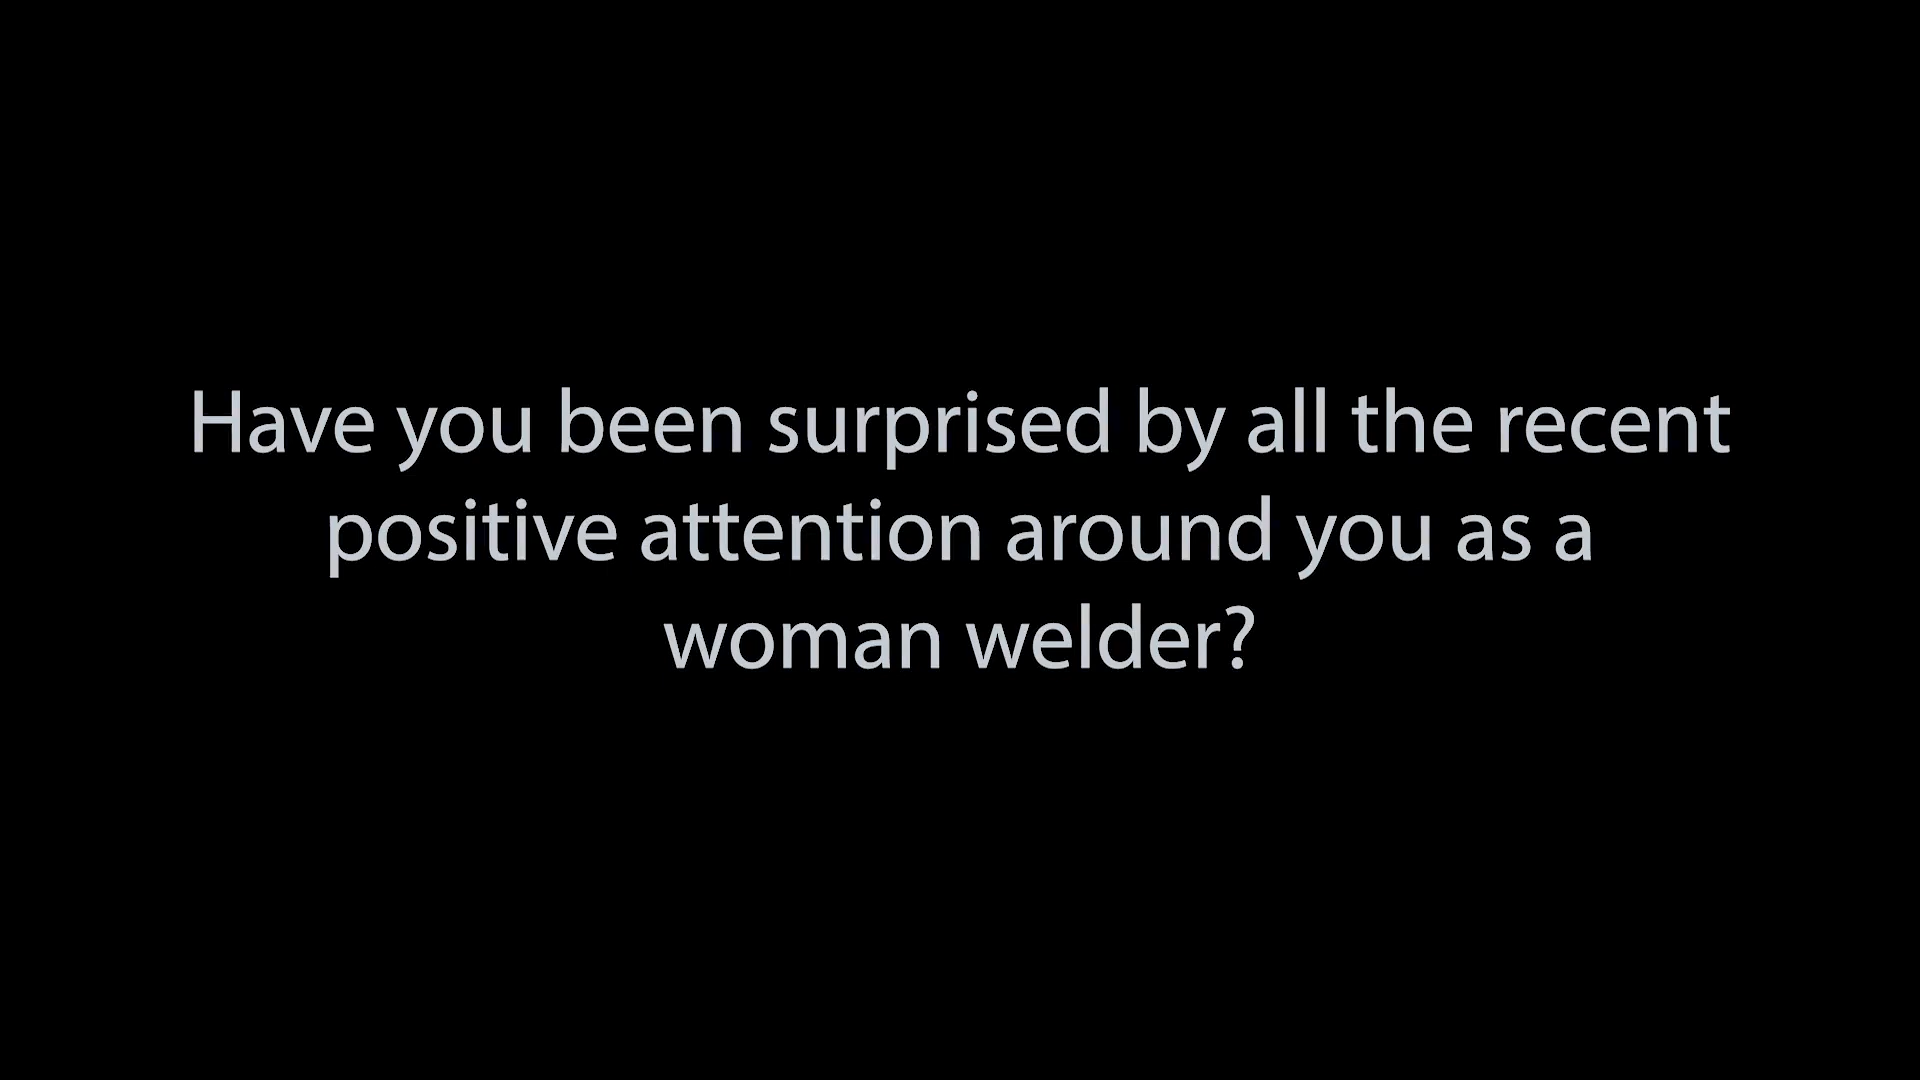 Have you been surprised by all the recent
positive attention around you as a
woman welder?